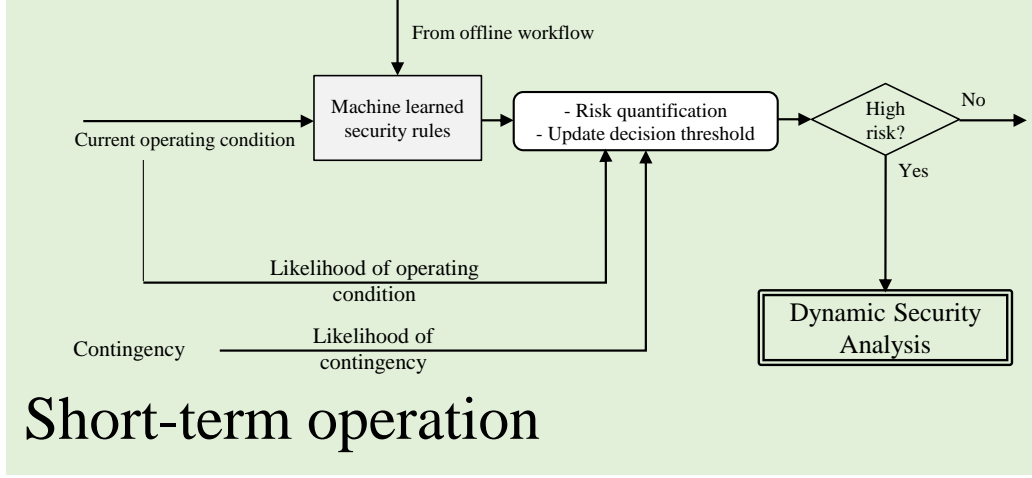 From offline workflow
Machine learned
security rules
- Risk quantification
- Update decision threshold
High
risk?
No
Current operating condition
Yes
Likelihood of operating
condition
Dynamic Security
Analysis
Contingency
Likelihood of
contingency
Short-term operation